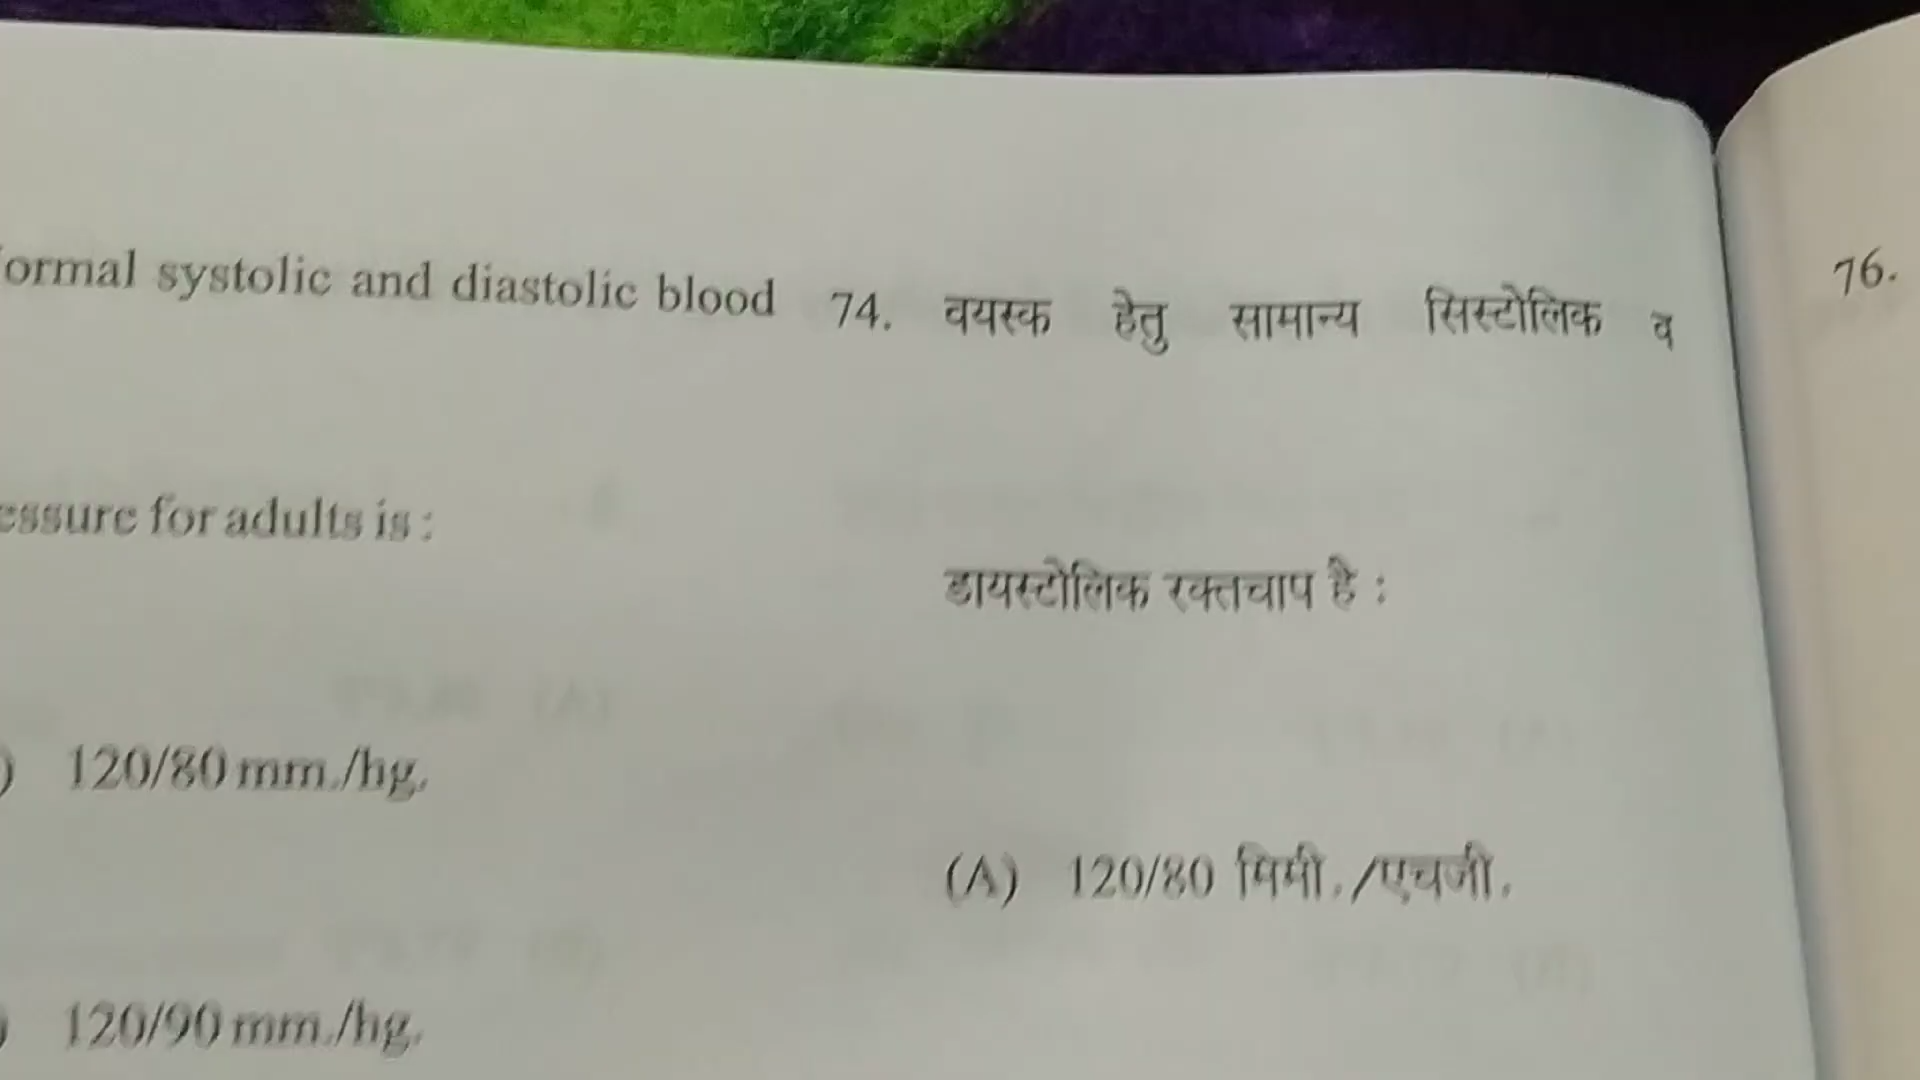 ormal systolic and diastolic blood
essure for adults is :
) 120/80 mm./hg.
120/90 mm./hg.
74. वयस्क हेतु सामान्य सिस्टोलिक व
डायस्टोलिक रक्तचाप है :
(A) 120/80 मिमी./एचजी.
76.